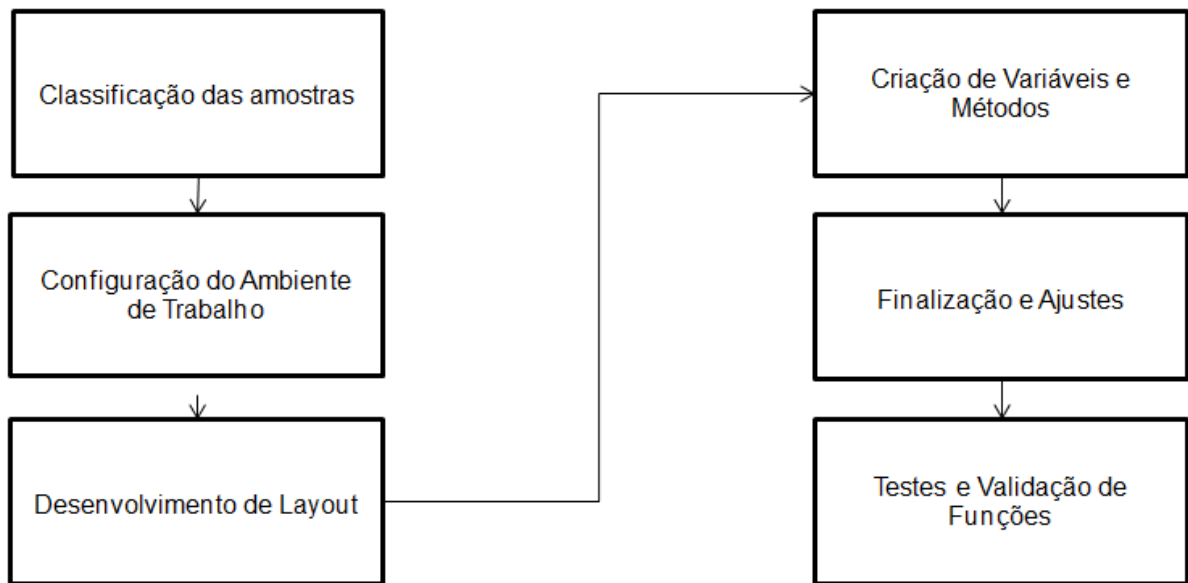 Classificação das amostras
Configuração do Ambiente
de Trabalho
Desenvolvimento de Layout
Criação de Variáveis e
Métodos
Finalização e Ajustes
Testes e Validação de
Funções